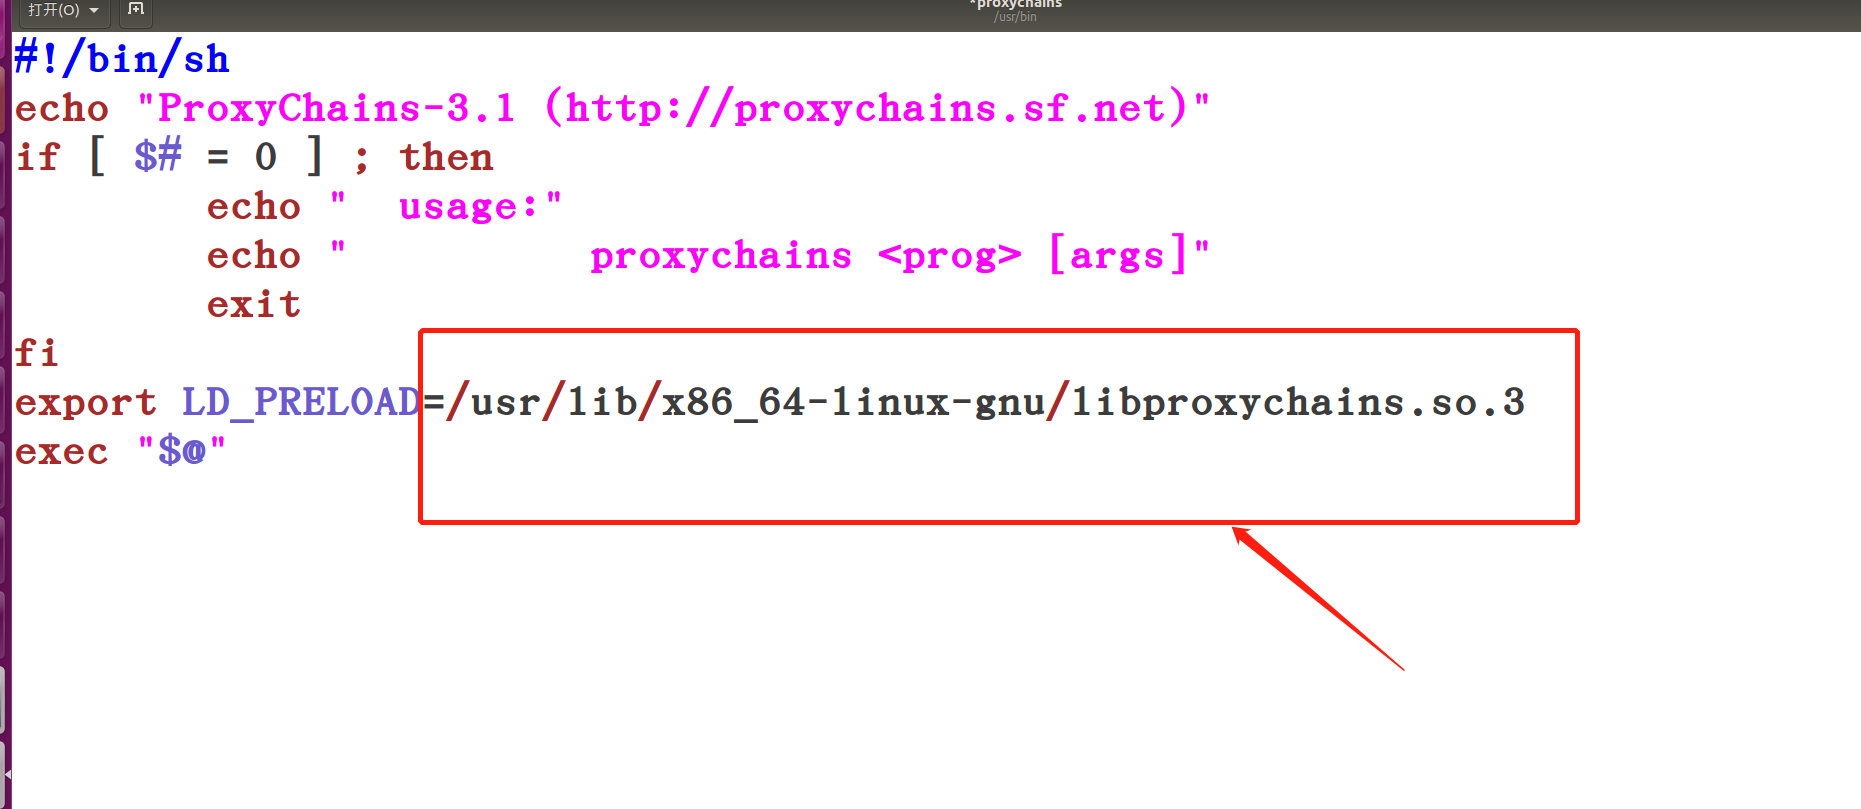 打开(O)
*proxychains
/usr/bin
#!/bin/sh
echo "ProxyChains-3.1 (http://proxychains.sf.net)"
if [ $# = 0 ] ; then
        echo "  usage:"
        echo "          proxychains <prog> [args]"
        exit
fi
export LD_PRELOAD=/usr/lib/x86_64-linux-gnu/libproxychains.so.3
exec "$@"